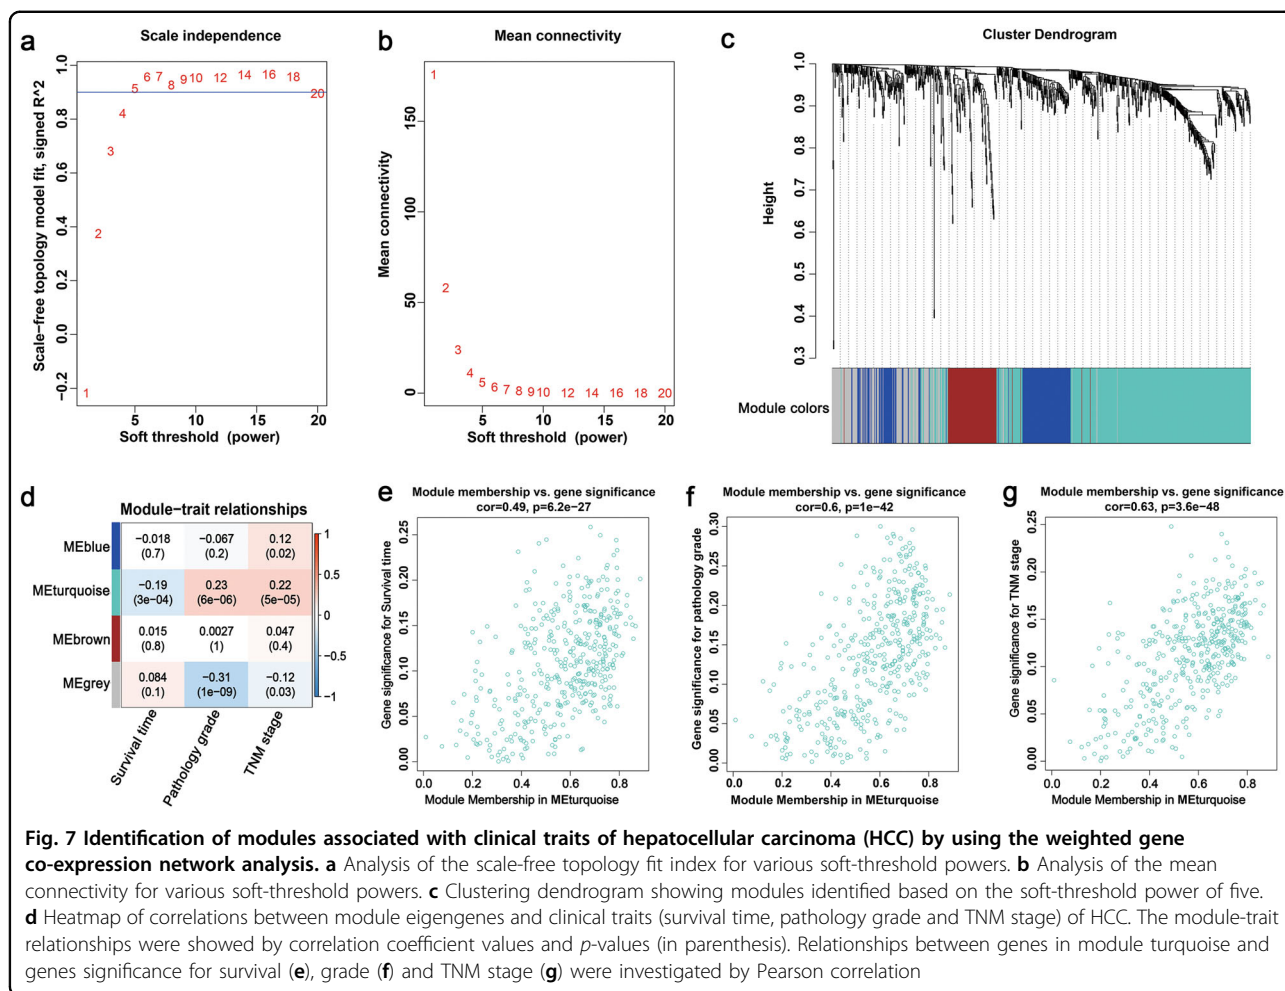 a
Scale independence
Scale−free topology model fit, signed R^2
1.0
0.8
0.6
0.4
0.2
0.0
−0.2
1
2
3
4
5
6
7
8
9
10
12
14
16
18
20
5
10
15
20
Soft threshold (power)
b
Mean connectivity
Mean connectivity
150
100
50
0
1
2
3
4
5
6
7
8
9
10
12
14
16
18
20
5
10
15
20
Soft threshold (power)
c
Cluster Dendrogram
Height
1.0
0.9
0.8
0.7
0.6
0.5
0.4
0.3
Module colors
d
Module−trait relationships
MEblue
−0.018
(0.7)
−0.067
(0.2)
0.12
(0.02)
MEturquoise
−0.19
(3e−04)
0.23
(6e−06)
0.22
(5e−05)
MEbrown
0.015
(0.8)
0.0027
(1)
0.047
(0.4)
MEgrey
0.084
(0.1)
−0.31
(1e−09)
−0.12
(0.03)
Survival time
Pathology grade
TNM stage
1
0.5
0
−0.5
−1
e
Module membership vs. gene significance
cor=0.49, p=6.2e−27
Gene significance for Survival time
0.25
0.20
0.15
0.10
0.05
0.00
0.0
0.2
0.4
0.6
0.8
Module Membership in MEturquoise
f
Module membership vs. gene significance
cor=0.6, p=1e−42
Gene significance for pathology grade
0.30
0.25
0.20
0.15
0.10
0.05
0.00
0.0
0.2
0.4
0.6
0.8
Module Membership in MEturquoise
g
Module membership vs. gene significance
cor=0.63, p=3.6e−48
Gene significance for TNM stage
0.25
0.20
0.15
0.10
0.05
0.00
0.0
0.2
0.4
0.6
0.8
Module Membership in MEturquoise
Fig. 7 Identification of modules associated with clinical traits of hepatocellular carcinoma (HCC) by using the weighted gene
co-expression network analysis. a Analysis of the scale-free topology fit index for various soft-threshold powers. b Analysis of the mean
connectivity for various soft-threshold powers. c Clustering dendrogram showing modules identified based on the soft-threshold power of five.
d Heatmap of correlations between module eigengenes and clinical traits (survival time, pathology grade and TNM stage) of HCC. The module-trait
relationships were showed by correlation coefficient values and p-values (in parenthesis). Relationships between genes in module turquoise and
genes significance for survival (e), grade (f) and TNM stage (g) were investigated by Pearson correlation